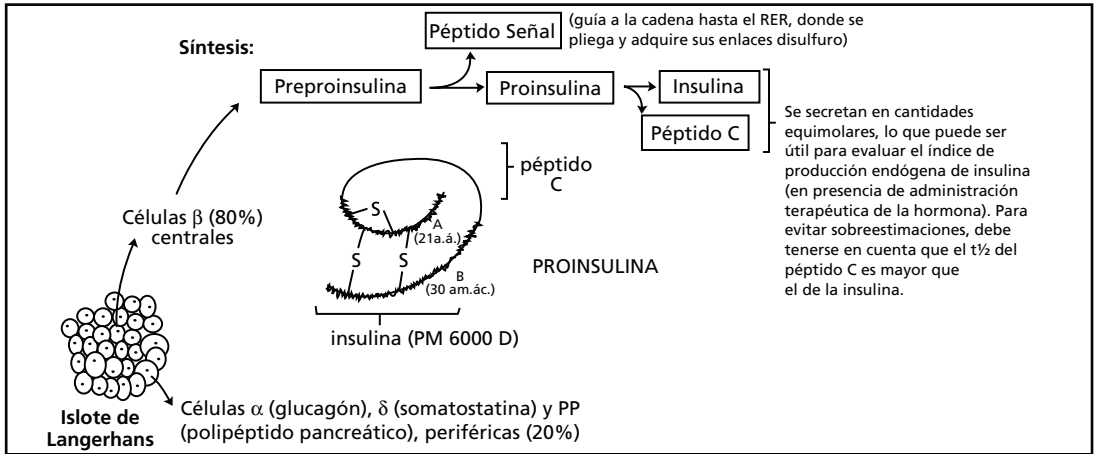 Síntesis:
Péptido Señal
(guía a la cadena hasta el RER, donde se
pliega y adquire sus enlaces disulfuro)
Preproinsulina
Proinsulina
Insulina
Péptido C
Se secretan en cantidades
equimolares, lo que puede ser
útil para evaluar el índice de
producción endógena de insulina
(en presencia de administración
terapéutica de la hormona). Para
evitar sobreestimaciones, debe
tenerse en cuenta que el t½ del
péptido C es mayor que
el de la insulina.
péptido
C
S
A
(21a.á.)
S
S
B
(30 am.ác.)
PROINSULINA
insulina (PM 6000 D)
Células β (80%)
centrales
Islote de
Langerhans
Células α (glucagón), δ (somatostatina) y PP
(polipéptido pancreático), periféricas (20%)